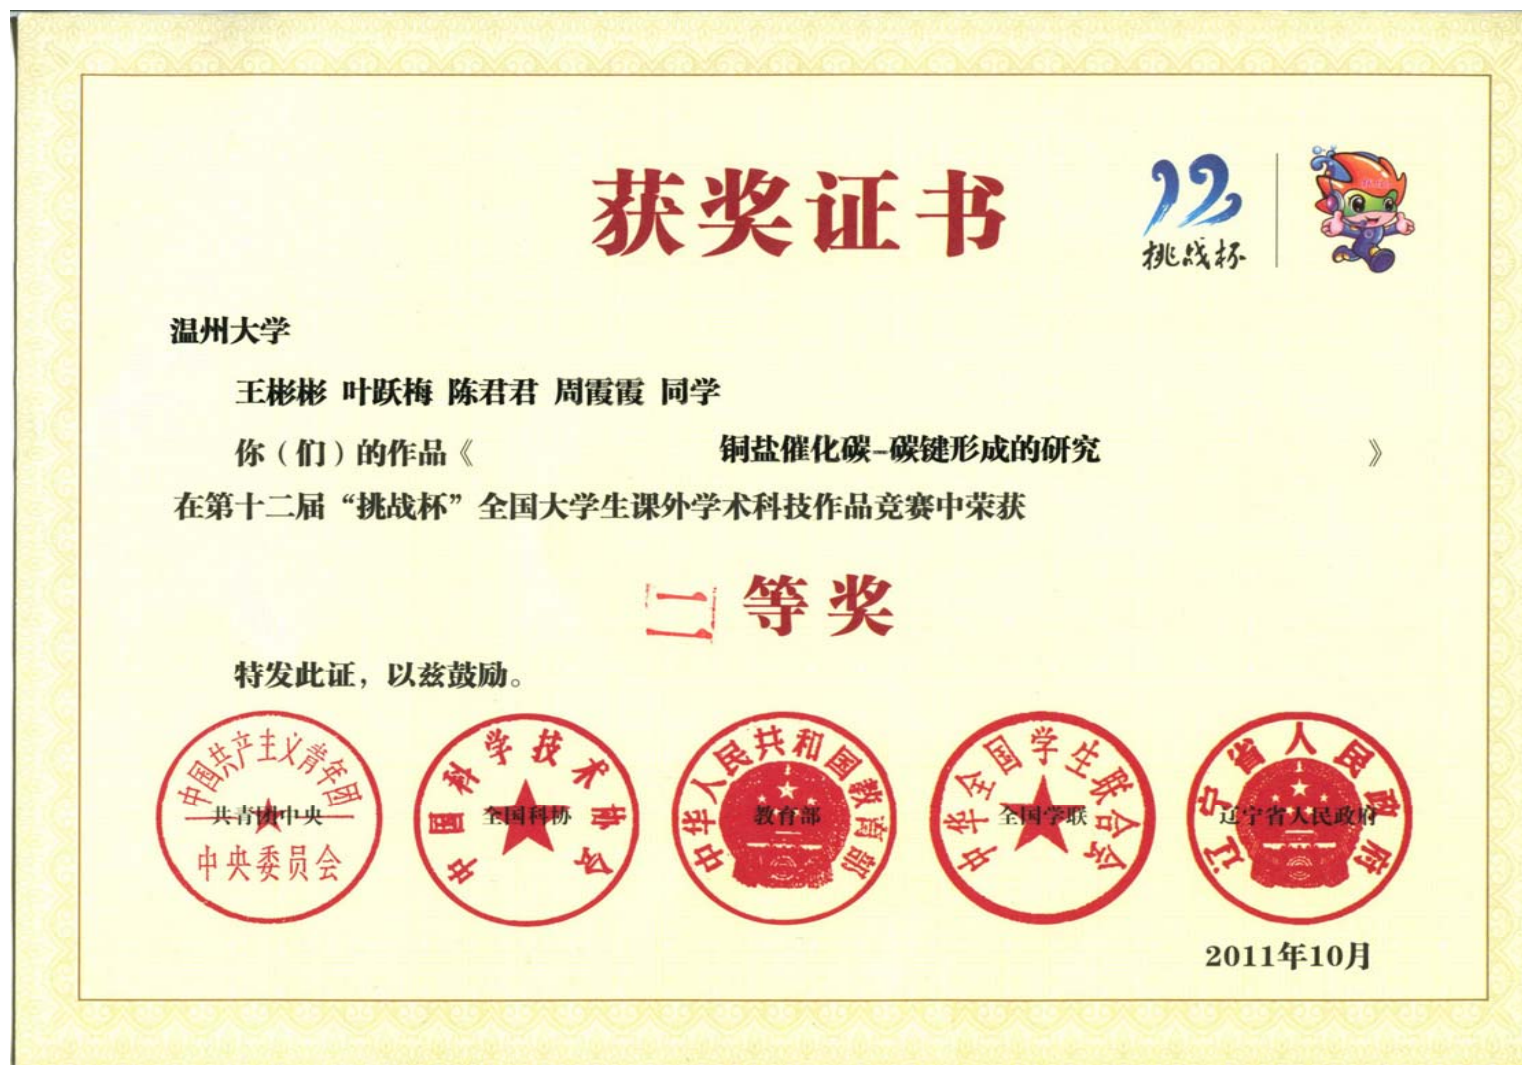 获奖证书
12
挑战杯
温州大学
王彬彬 叶跃梅 陈君君 周霞霞 同学
你（们）的作品《 铜盐催化碳-碳键形成的研究 》
在第十二届“挑战杯”全国大学生课外学术科技作品竞赛中荣获
二等奖
特发此证，以兹鼓励。
中国共产主义青年团
共青团中央
中央委员会
中国科学技术协会
全国科协
中华人民共和国教育部
教育部
中华全国学生联合会
全国学联
辽宁省人民政府
辽宁省人民政府
2011年10月